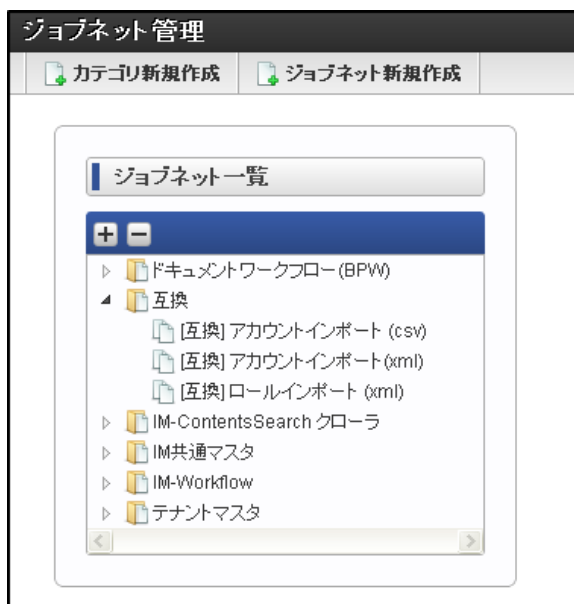 ジョブネット管理
カテゴリ新規作成 ジョブネット新規作成
ジョブネット一覧
ドキュメントワークフロー(BPW)
互換
[互換] アカウントインポート (csv)
[互換] アカウントインポート(xml)
[互換] ロールインポート (xml)
IM-ContentsSearch クローラ
IM共通マスタ
IM-Workflow
テナントマスタ